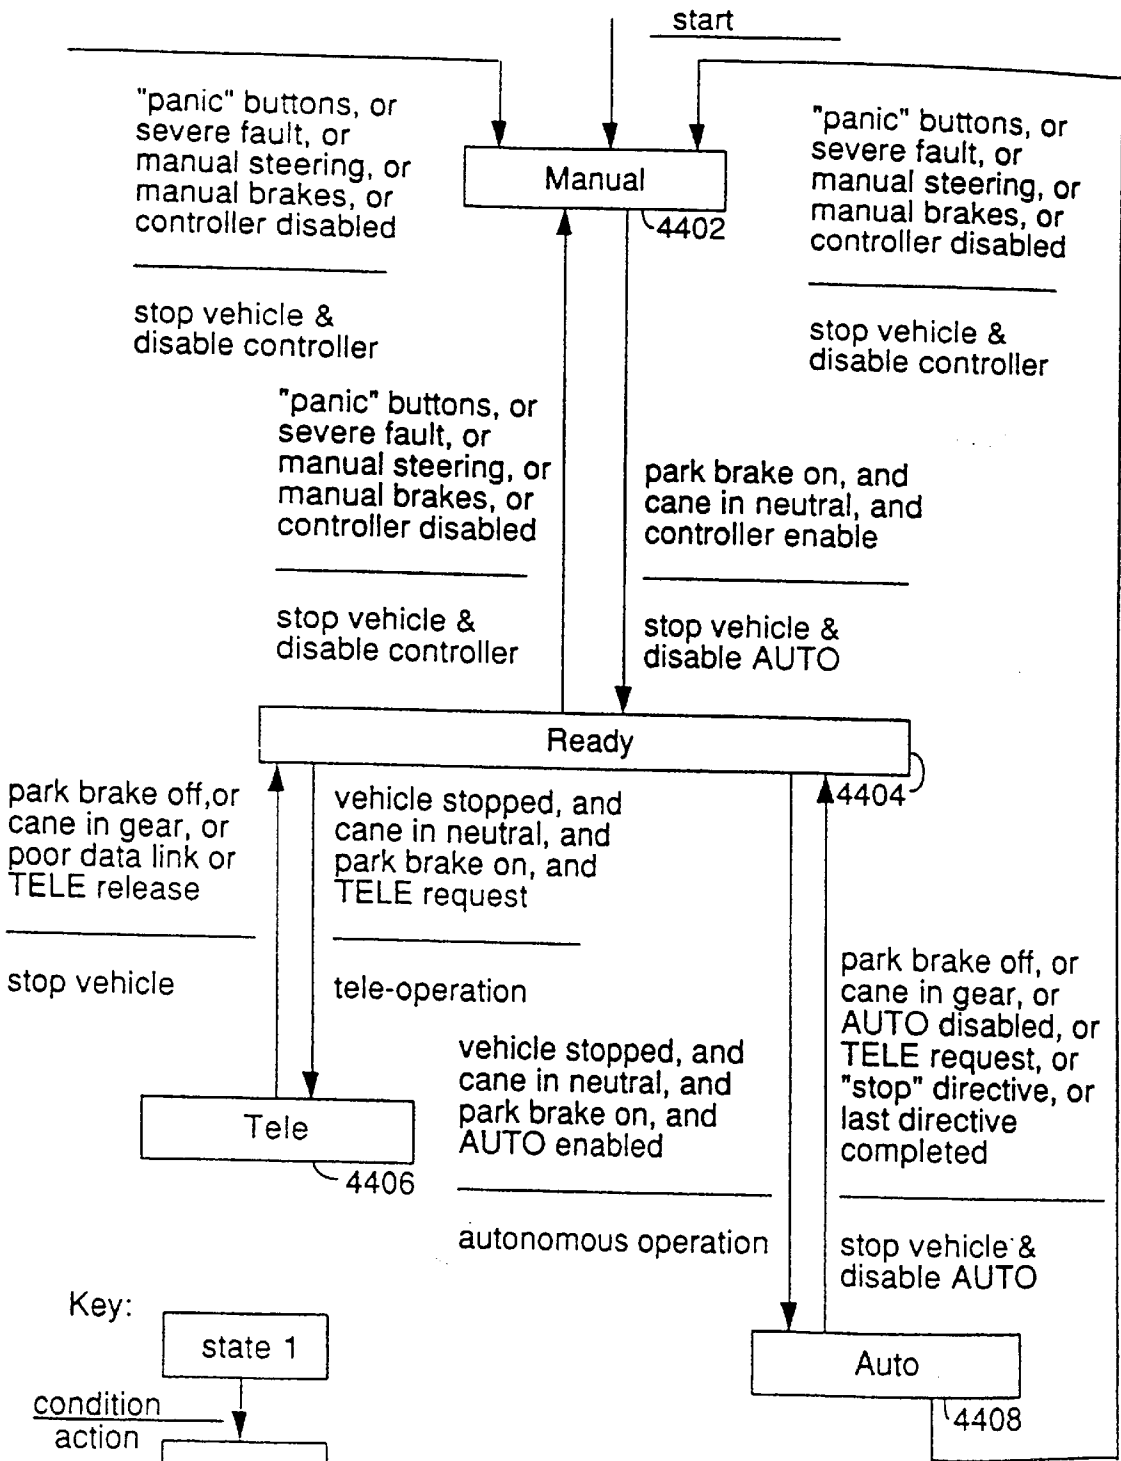 start
"panic" buttons, or
severe fault, or
manual steering, or
manual brakes, or
controller disabled
stop vehicle &
disable controller
Manual
4402
"panic" buttons, or
severe fault, or
manual steering, or
manual brakes, or
controller disabled
stop vehicle &
disable controller
"panic" buttons, or
severe fault, or
manual steering, or
manual brakes, or
controller disabled
stop vehicle &
disable controller
park brake on, and
cane in neutral, and
controller enable
stop vehicle &
disable AUTO
Ready
4404
park brake off,or
cane in gear, or
poor data link or
TELE release
stop vehicle
vehicle stopped, and
cane in neutral, and
park brake on, and
TELE request
tele-operation
Tele
4406
vehicle stopped, and
cane in neutral, and
park brake on, and
AUTO enabled
autonomous operation
park brake off, or
cane in gear, or
AUTO disabled, or
TELE request, or
"stop" directive, or
last directive
completed
stop vehicle &
disable AUTO
Auto
4408
Key:
state 1
condition
action